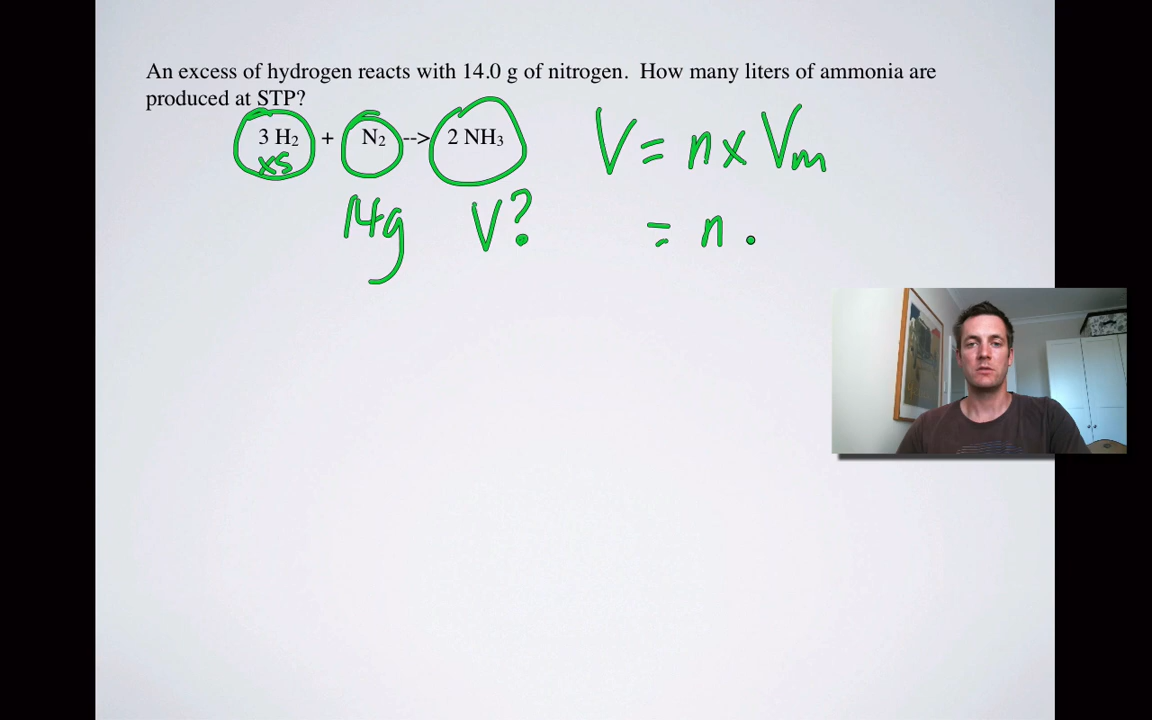 An excess of hydrogen reacts with 14.0 g of nitrogen. How many liters of ammonia are
produced at STP?
3 H₂ + N₂ --> 2 NH₃
xs
V = n x Vm
14g V?
= n .